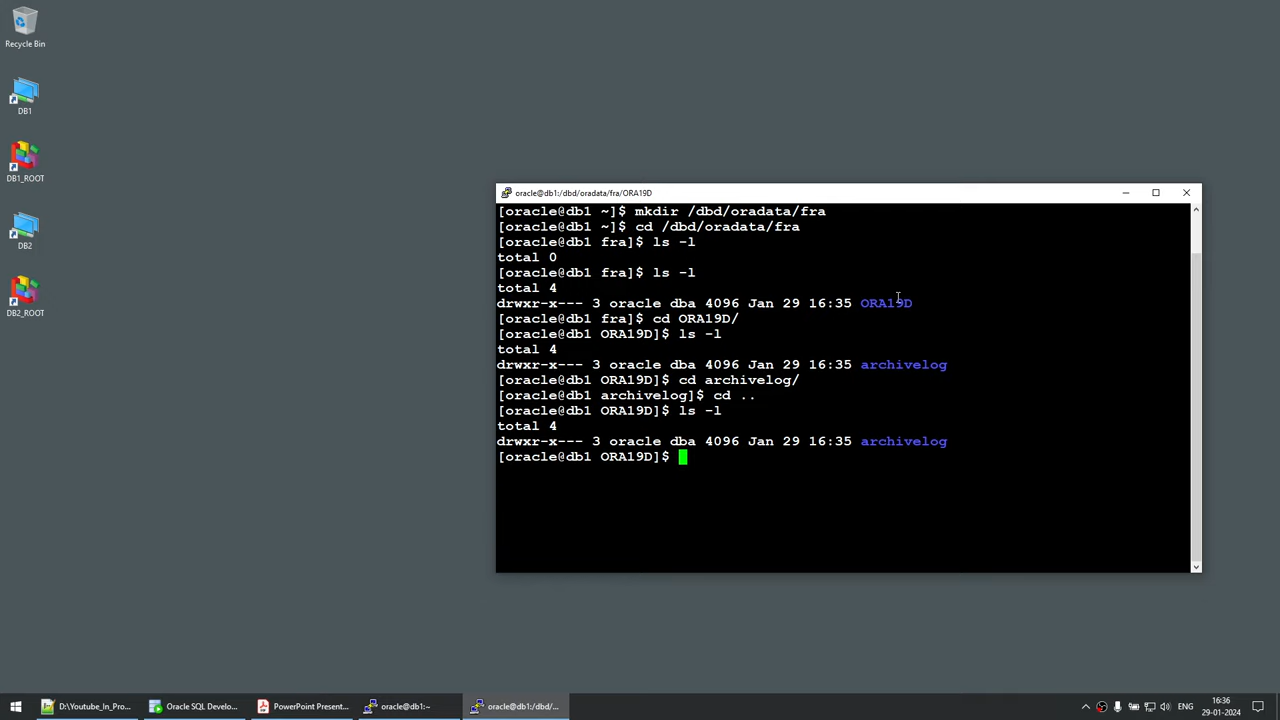 Recycle Bin
DB1
DB1_ROOT
DB2
DB2_ROOT
oracle@db1:/dbd/oradata/fra/ORA19D
[oracle@db1 ~]$ mkdir /dbd/oradata/fra
[oracle@db1 ~]$ cd /dbd/oradata/fra
[oracle@db1 fra]$ ls -l
total 0
[oracle@db1 fra]$ ls -l
total 4
drwxr-x--- 3 oracle dba 4096 Jan 29 16:35 ORA19D
[oracle@db1 fra]$ cd ORA19D/
[oracle@db1 ORA19D]$ ls -l
total 4
drwxr-x--- 3 oracle dba 4096 Jan 29 16:35 archivelog
[oracle@db1 ORA19D]$ cd archivelog/
[oracle@db1 archivelog]$ cd ..
[oracle@db1 ORA19D]$ ls -l
total 4
drwxr-x--- 3 oracle dba 4096 Jan 29 16:35 archivelog
[oracle@db1 ORA19D]$
D:\Youtube_In_Pro... Oracle SQL Develo... PowerPoint Present... oracle@db1:~ oracle@db1:/dbd/... ENG 16:36
29-01-2024